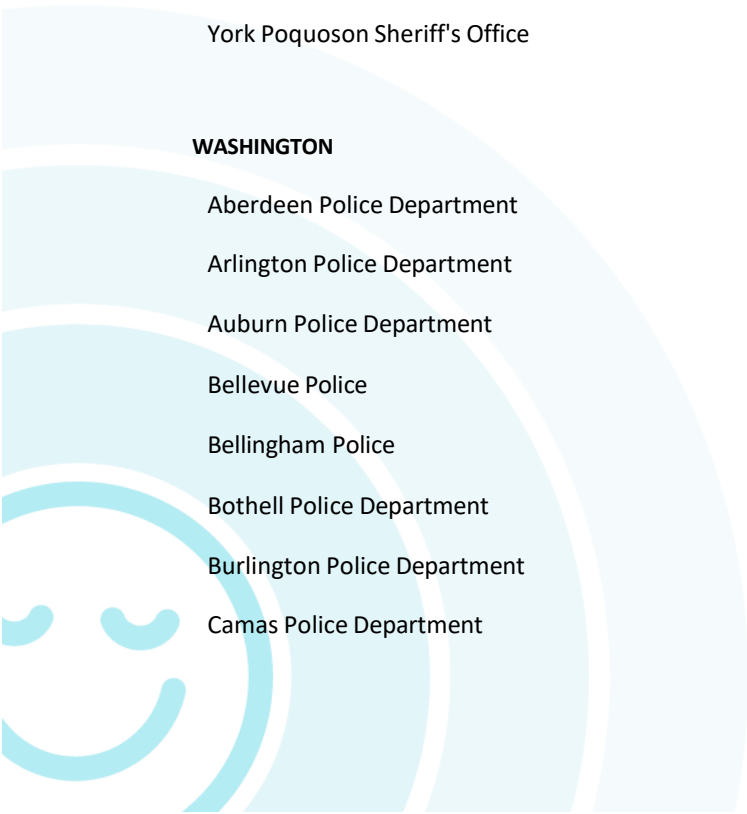 York Poquoson Sheriff's Office
WASHINGTON
Aberdeen Police Department
Arlington Police Department
Auburn Police Department
Bellevue Police
Bellingham Police
Bothell Police Department
Burlington Police Department
Camas Police Department